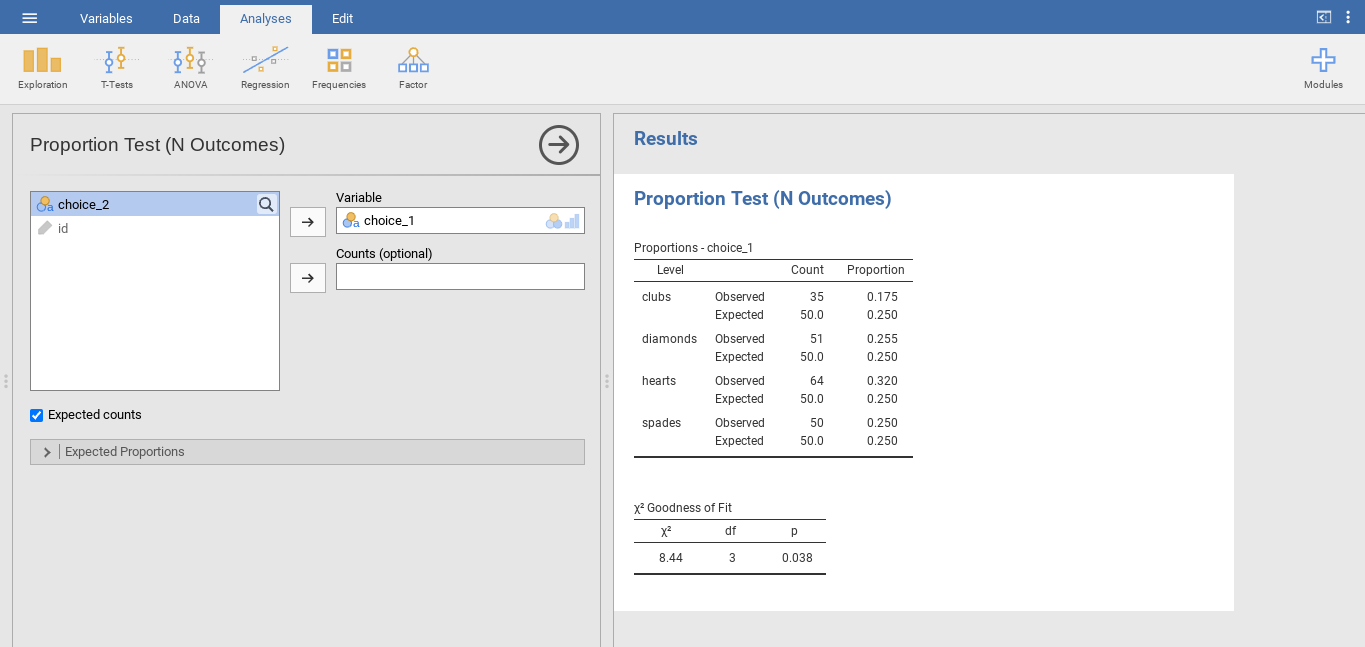 Variables Data Analyses Edit
Exploration T-Tests ANOVA Regression Frequencies Factor Modules
Proportion Test (N Outcomes)
choice_2
id
Variable
choice_1
Counts (optional)
Expected counts
Expected Proportions
Results
Proportion Test (N Outcomes)
Proportions - choice_1
Level Count Proportion
clubs Observed 35 0.175
Expected 50.0 0.250
diamonds Observed 51 0.255
Expected 50.0 0.250
hearts Observed 64 0.320
Expected 50.0 0.250
spades Observed 50 0.250
Expected 50.0 0.250
χ² Goodness of Fit
χ² df p
8.44 3 0.038